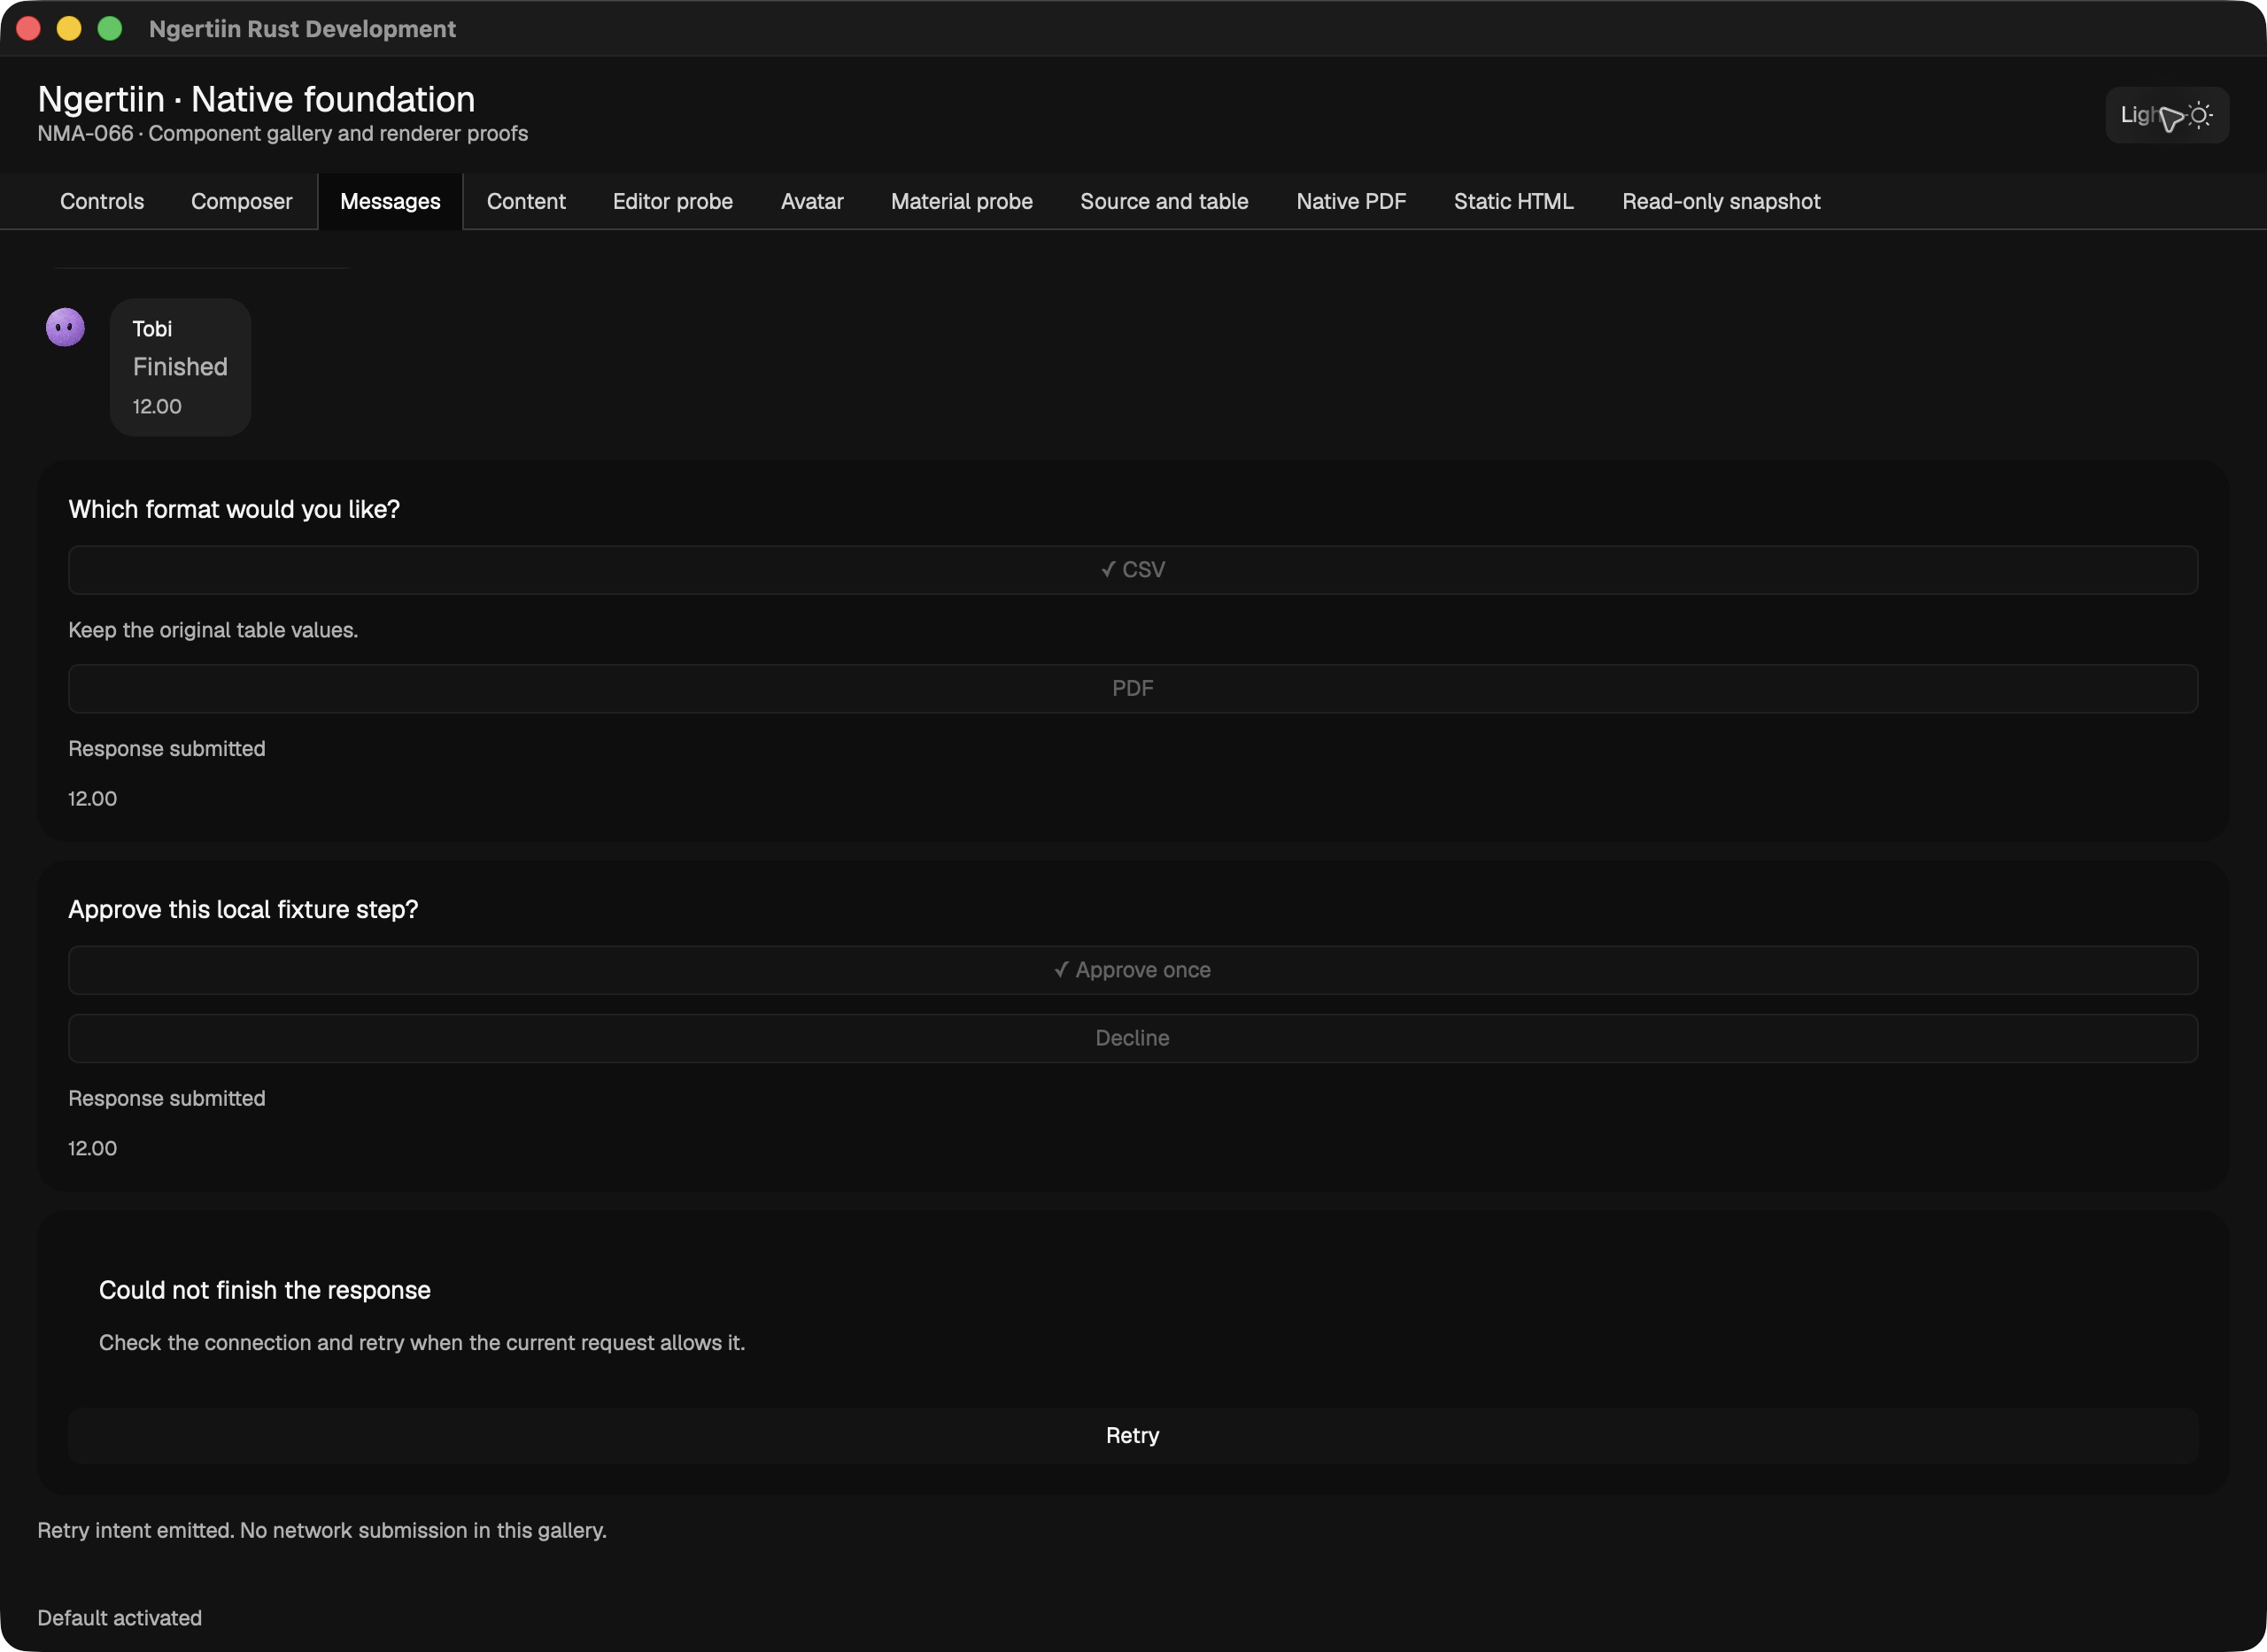 Ngertiin Rust Development
Ngertiin · Native foundation
NMA-066 · Component gallery and renderer proofs
Controls Composer Messages Content Editor probe Avatar Material probe Source and table Native PDF Static HTML Read-only snapshot
Tobi
Finished
12.00
Which format would you like?
✓ CSV
Keep the original table values.
PDF
Response submitted
12.00
Approve this local fixture step?
✓ Approve once
Decline
Response submitted
12.00
Could not finish the response
Check the connection and retry when the current request allows it.
Retry
Retry intent emitted. No network submission in this gallery.
Default activated